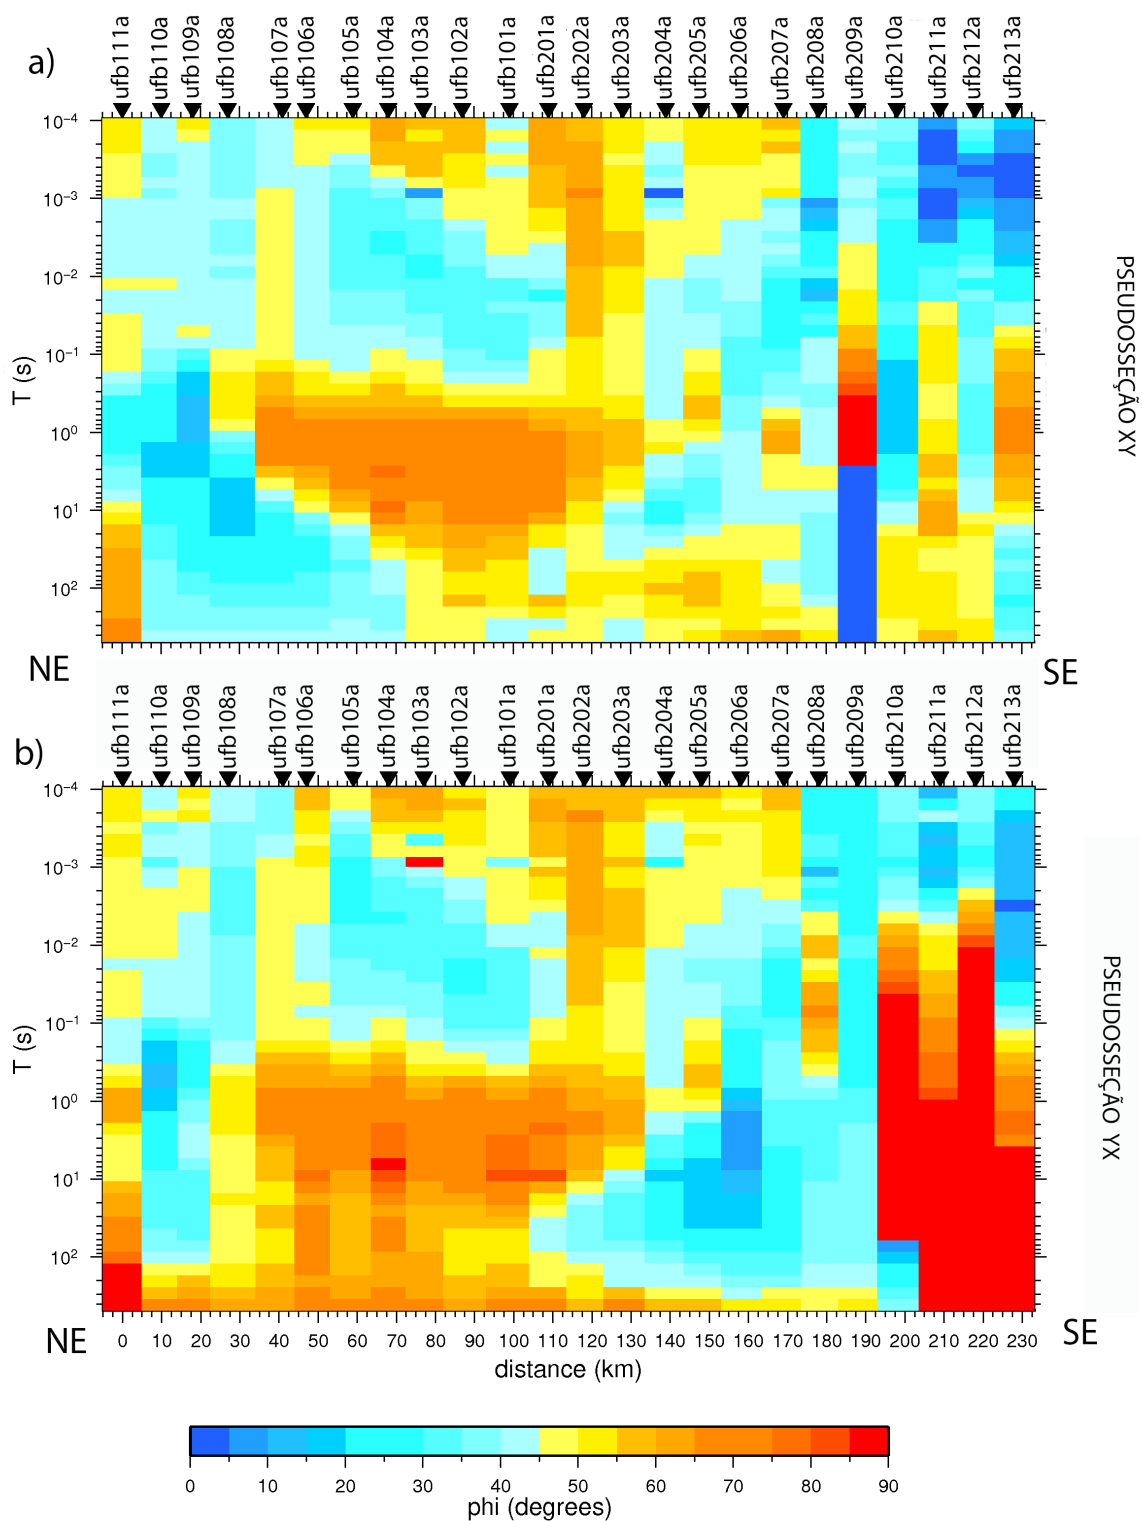 a)
ufb111a ufb110a ufb109a ufb108a ufb107a ufb106a ufb105a ufb104a ufb103a ufb102a ufb101a ufb201a ufb202a ufb203a ufb204a ufb205a ufb206a ufb207a ufb208a ufb209a ufb210a ufb211a ufb212a ufb213a
10⁻⁴
10⁻³
10⁻²
10⁻¹
10⁰
10¹
10²
T (s)
PSEUDOSSEÇÃO XY
NE SE
b)
ufb111a ufb110a ufb109a ufb108a ufb107a ufb106a ufb105a ufb104a ufb103a ufb102a ufb101a ufb201a ufb202a ufb203a ufb204a ufb205a ufb206a ufb207a ufb208a ufb209a ufb210a ufb211a ufb212a ufb213a
10⁻⁴
10⁻³
10⁻²
10⁻¹
10⁰
10¹
10²
T (s)
PSEUDOSSEÇÃO YX
NE SE
0 10 20 30 40 50 60 70 80 90 100 110 120 130 140 150 160 170 180 190 200 210 220 230
distance (km)
0 10 20 30 40 50 60 70 80 90
phi (degrees)